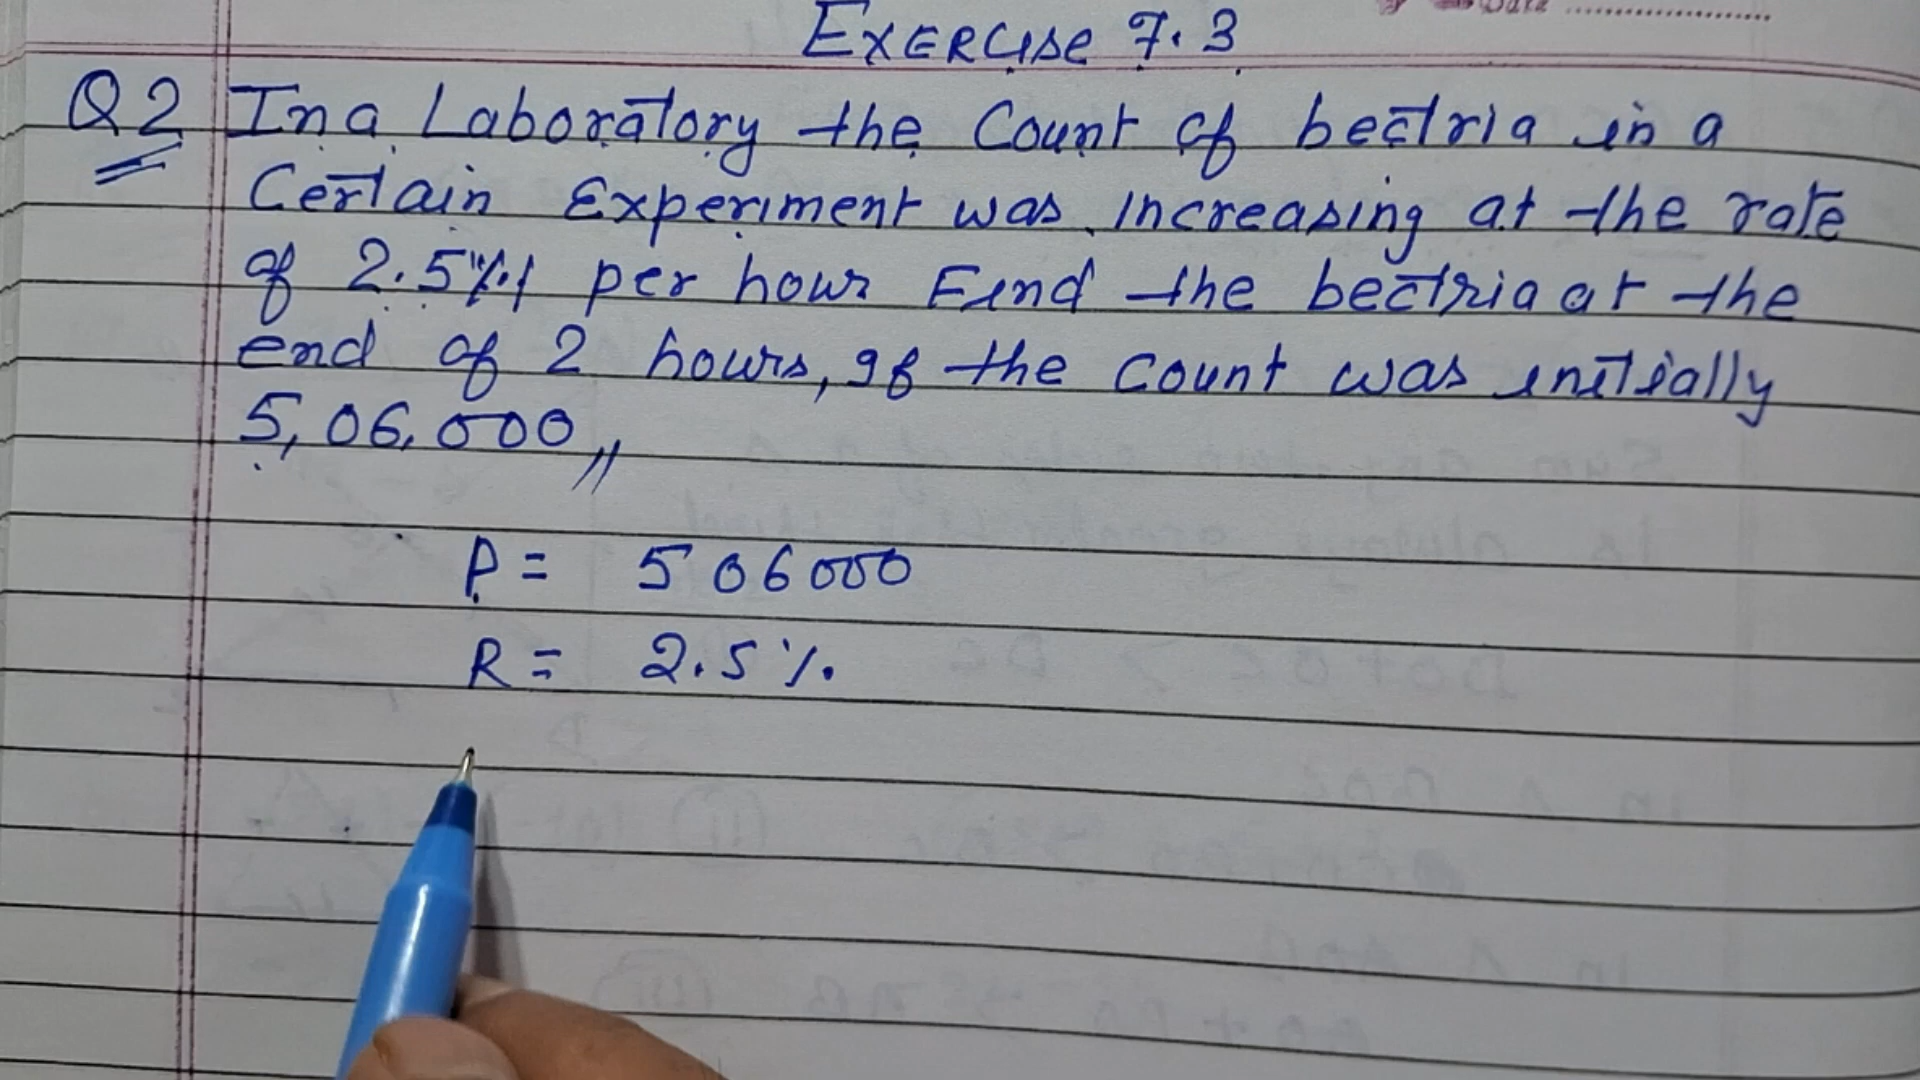 Date
EXERCISE 7.3
Q2 In a Laboratory the Count of bectria in a
Certain Experiment was increasing at the rate
of 2.5% per hour Find the bectria at the
end of 2 hours, If the count was initially
5,06,000
P = 506000
R = 2.5%